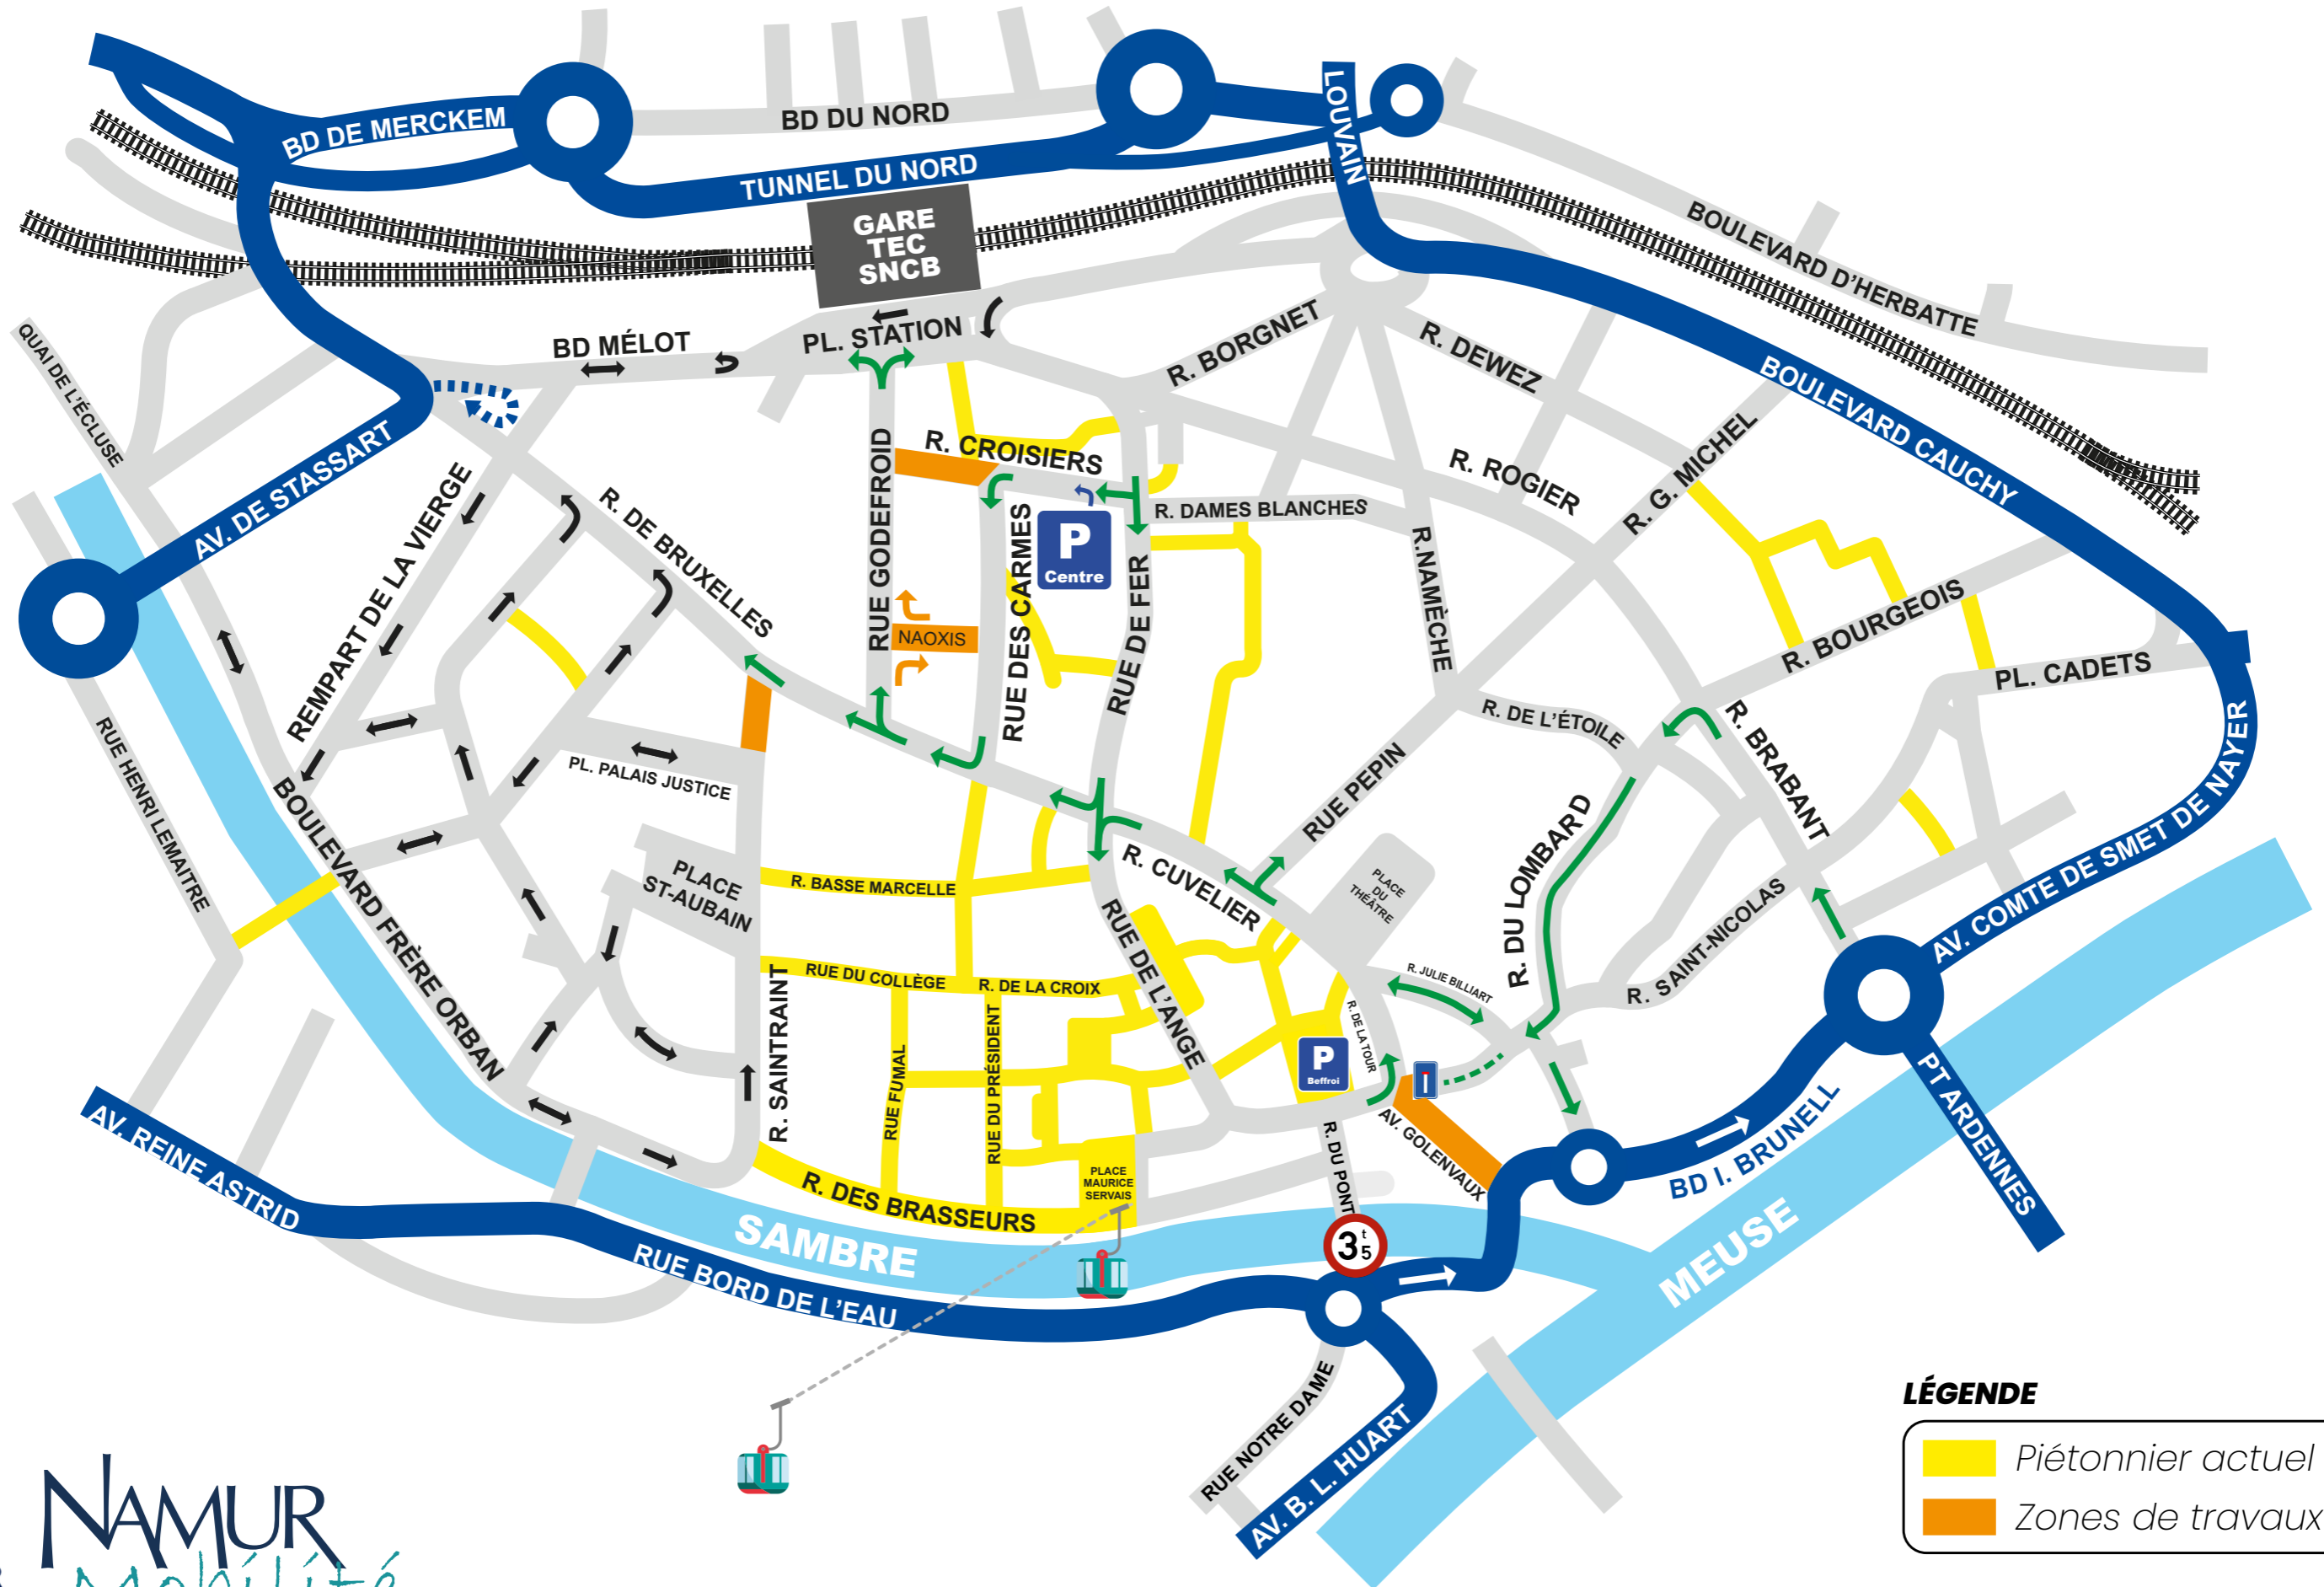 BD DE MERCKEM
BD DU NORD
TUNNEL DU NORD
LOUVAIN
GARE
TEC
SNCB
BOULEVARD D'HERBATTE
QUAI DE L'ÉCLUSE
BD MÉLOT
PL. STATION
R. BORGNET
R. DEWEZ
BOULEVARD CAUCHY
AV. DE STASSART
REMPART DE LA VIERGE
R. DE BRUXELLES
RUE GODEFROID
R. CROISIERS
P
Centre
R. DAMES BLANCHES
R. ROGIER
R. G. MICHEL
RUE DES CARMES
RUE DE FER
R.NAMÈCHE
NAOXIS
R. BOURGEOIS
PL. CADETS
RUE HENRI LEMAITRE
PL. PALAIS JUSTICE
R. DE L'ÉTOILE
R. BRABANT
RUE PEPIN
R. DU LOMBARD
BOULEVARD FRÈRE ORBAN
PLACE
ST-AUBAIN
R. BASSE MARCELLE
R. CUVELIER
PLACE
DU
THÉÂTRE
AV. COMTE DE SMET DE NAYER
R. SAINT-NICOLAS
RUE DE L'ANGE
RUE DU COLLÈGE
R. DE LA CROIX
R. JULIE BILLIART
R. DE LA TOUR
R. SAINTRAINT
RUE FUMAL
RUE DU PRÉSIDENT
P
Beffroi
AV. GOLENVAUX
R. DU PONT
BD I. BRUNELL
PT ARDENNES
AV. REINE ASTRID
PLACE
MAURICE
SERVAIS
R. DES BRASSEURS
SAMBRE
RUE BORD DE L'EAU
3t5
MEUSE
RUE NOTRE DAME
AV. B. L. HUART
LÉGENDE
Piétonnier actuel
Zones de travaux
NAMUR
Mobilité